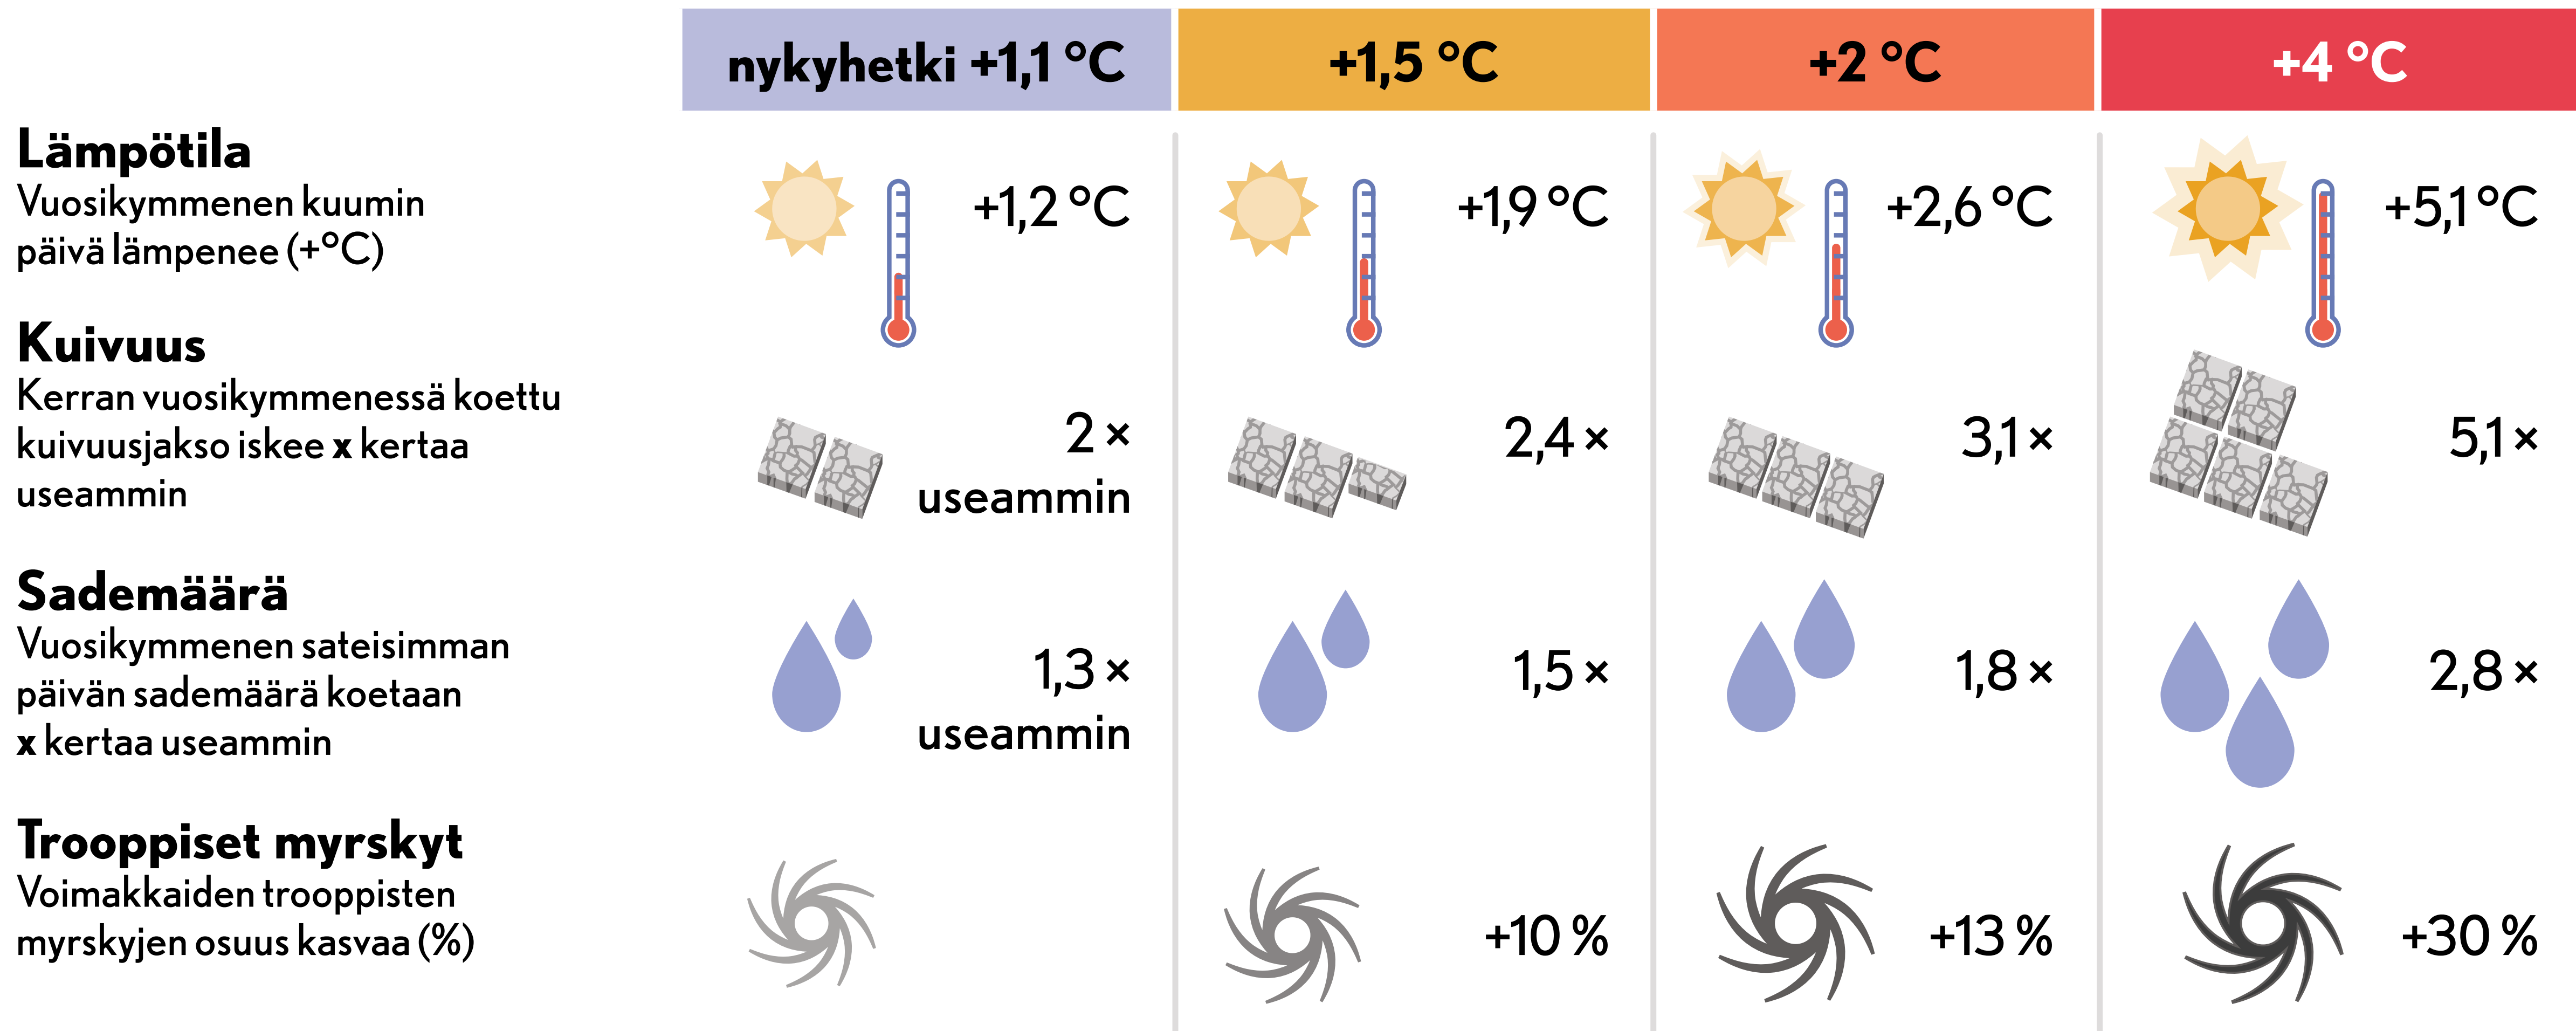 nykyhetki +1,1 °C
+1,5 °C
+2 °C
+4 °C
Lämpötila
Vuosikymmenen kuumin
päivä lämpenee (+°C)
+1,2 °C
+1,9 °C
+2,6 °C
+5,1 °C
Kuivuus
Kerran vuosikymmenessä koettu
kuivuusjakso iskee x kertaa
useammin
2 ×
useammin
2,4 ×
3,1 ×
5,1 ×
Sademäärä
Vuosikymmenen sateisimman
päivän sademäärä koetaan
x kertaa useammin
1,3 ×
useammin
1,5 ×
1,8 ×
2,8 ×
Trooppiset myrskyt
Voimakkaiden trooppisten
myrskyjen osuus kasvaa (%)
+10 %
+13 %
+30 %